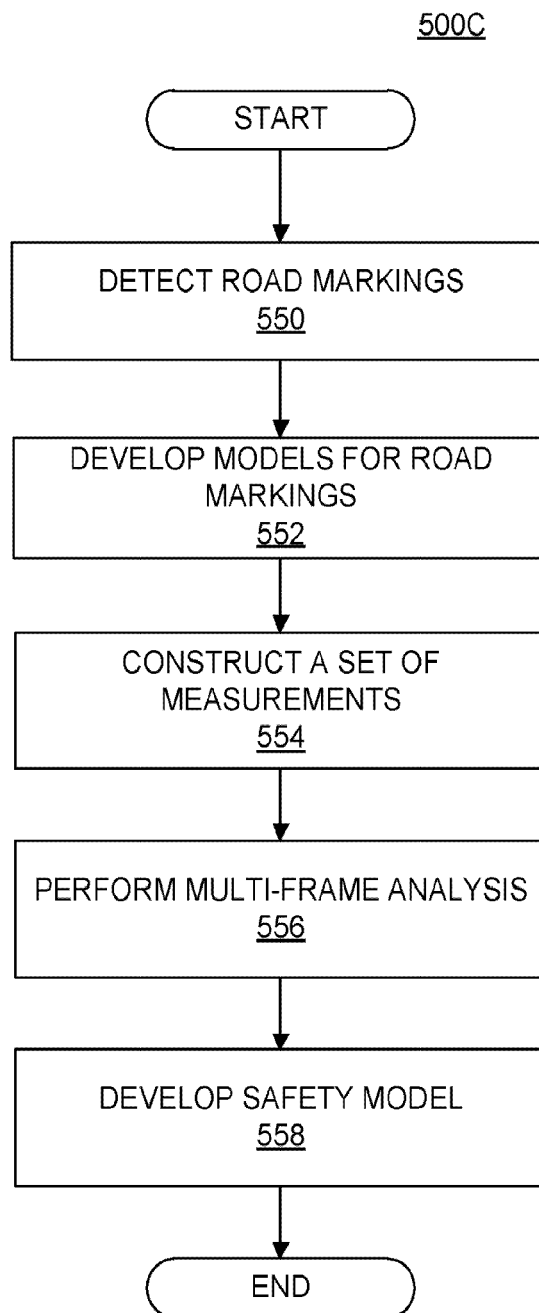 500C
START
DETECT ROAD MARKINGS
550
DEVELOP MODELS FOR ROAD
MARKINGS
552
CONSTRUCT A SET OF
MEASUREMENTS
554
PERFORM MULTI-FRAME ANALYSIS
556
DEVELOP SAFETY MODEL
558
END